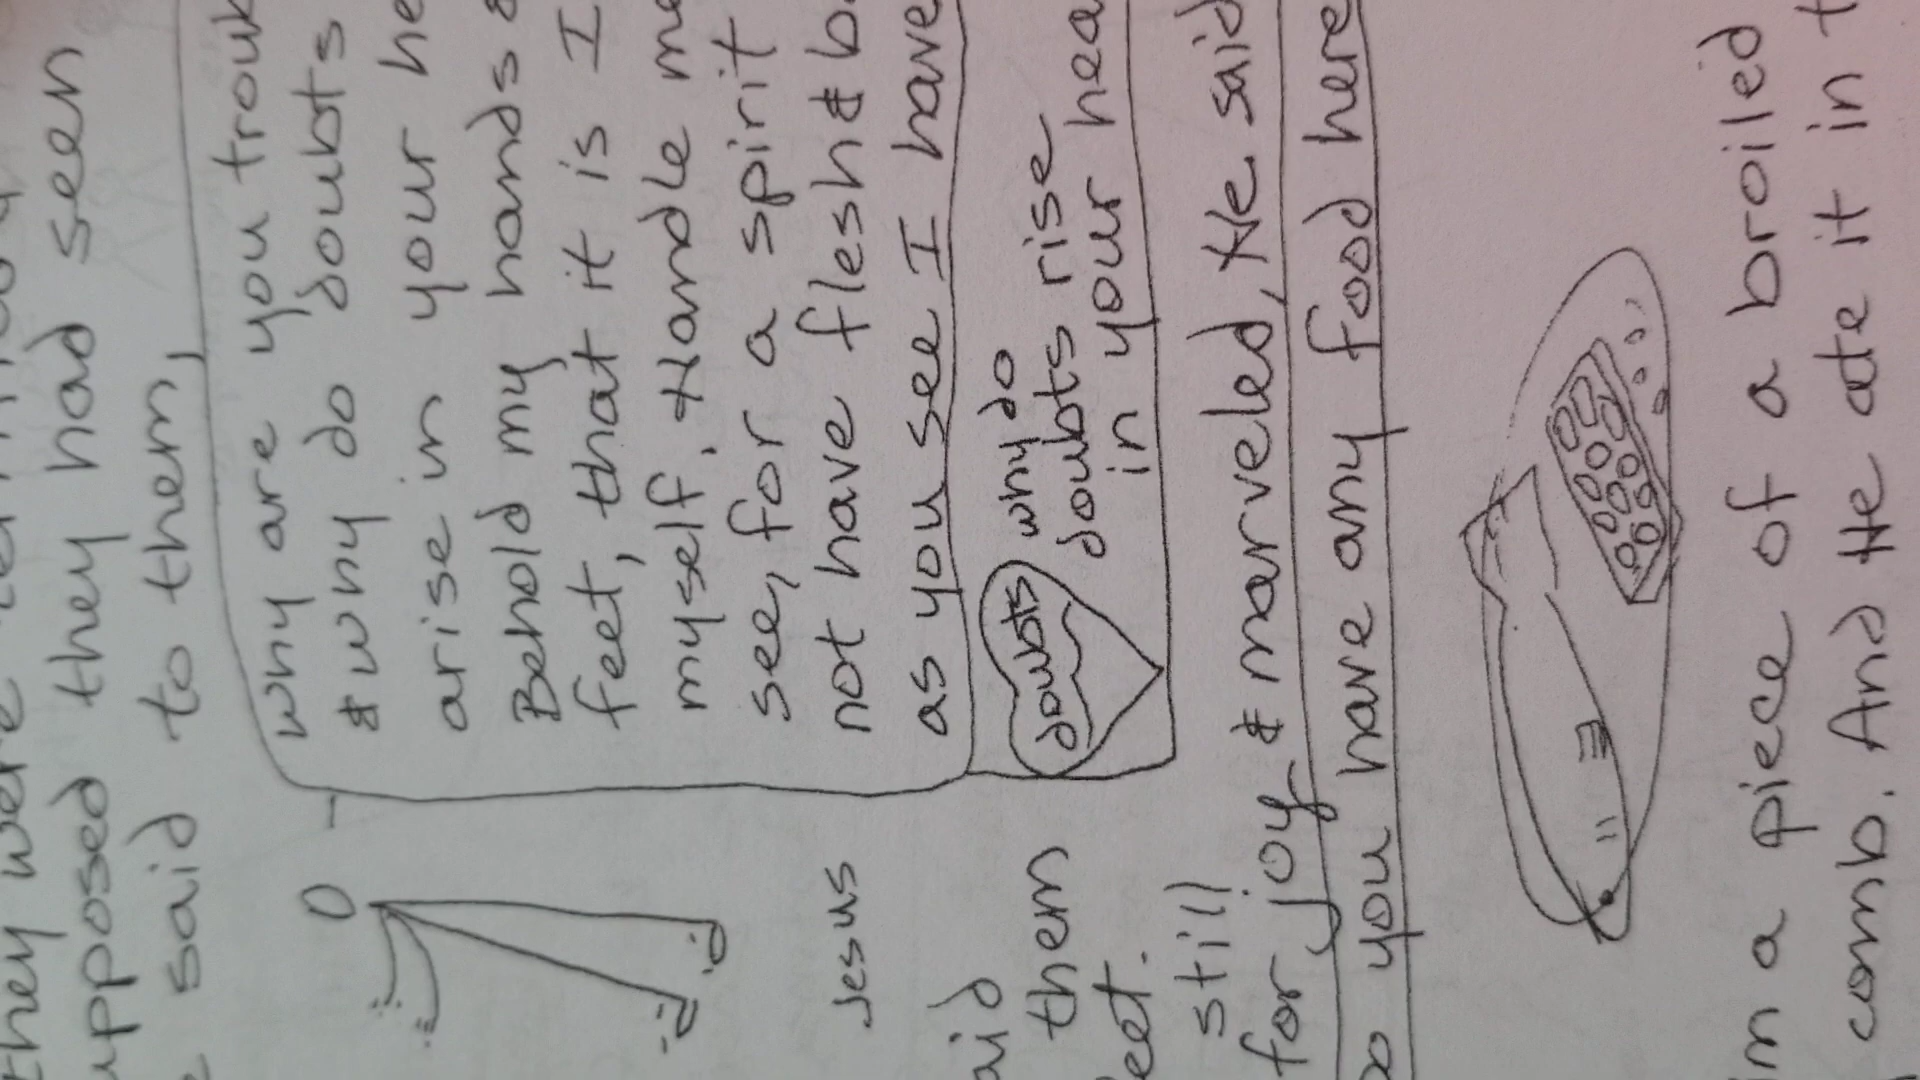 they were
upposed they had seen
said to them,
why are you troub
& why do doubts
arise in your he
Behold my hands &
feet, that it is I
myself, Handle me
see, for a spirit
not have flesh & b
as you see I have
Jesus
doubts
why do
doubts rise
in your hea
aid
them
eet.
still
for joy & marveled, He said
o you have any food here
m a piece of a broiled
comb. And He ate it in t